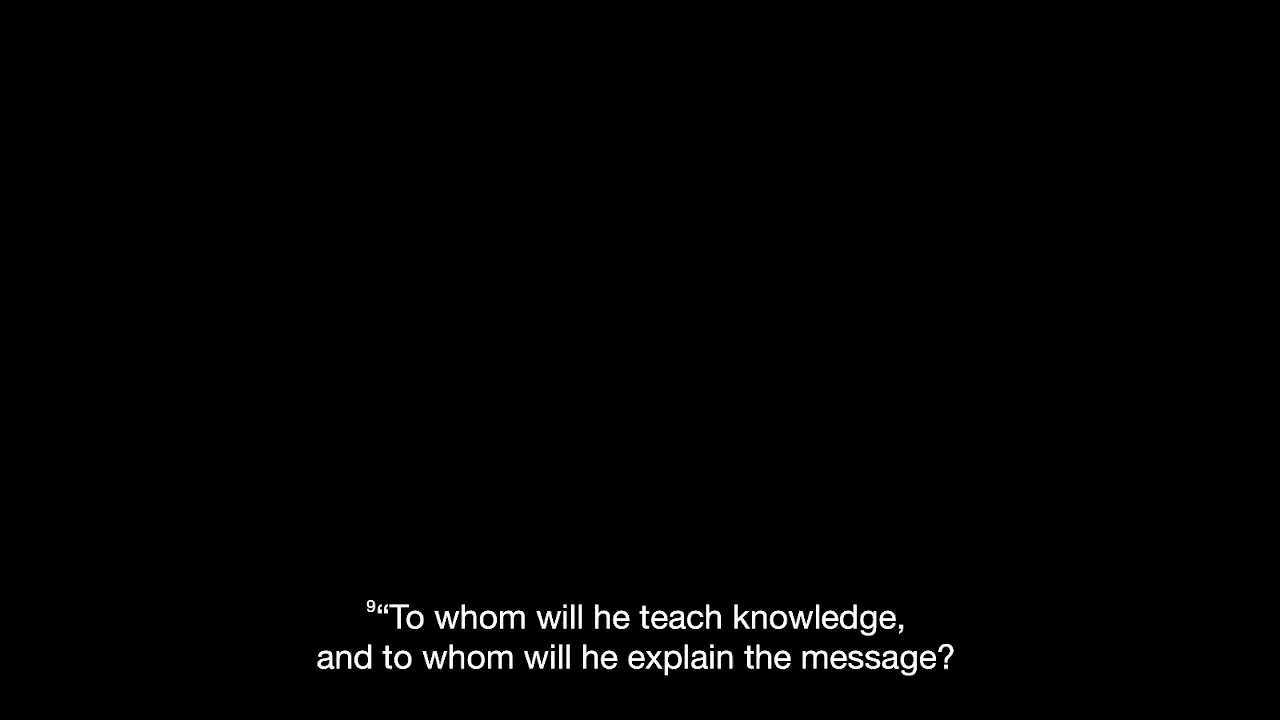 ⁹“To whom will he teach knowledge,
and to whom will he explain the message?